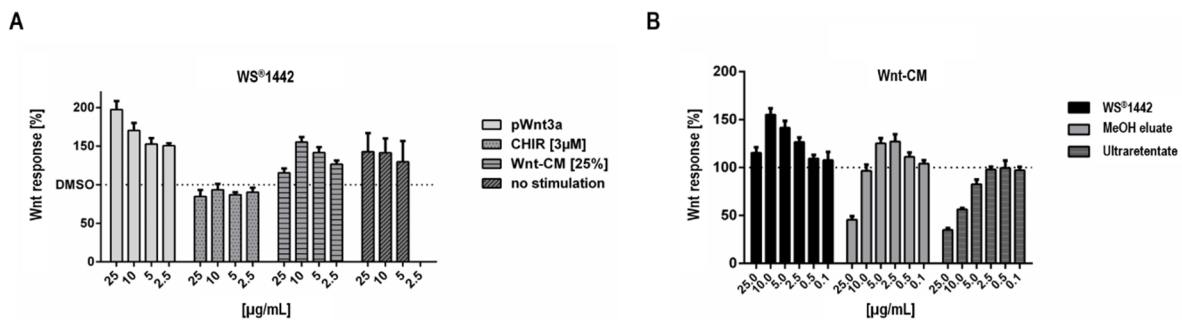 A
WS®1442
Wnt response [%]
200
150
DMSO
50
0
25 10 5 2.5 25 10 5 2.5 25 10 5 2.5 25 10 5 2.5
[µg/mL]
pWnt3a
CHIR [3µM]
Wnt-CM [25%]
no stimulation
B
Wnt-CM
Wnt response [%]
200
150
100
50
0
25.0 10.0 5.0 2.5 0.5 0.1 25.0 10.0 5.0 2.5 0.5 0.1 25.0 10.0 5.0 2.5 0.5 0.1
[µg/mL]
WS®1442
MeOH eluate
Ultraretentate